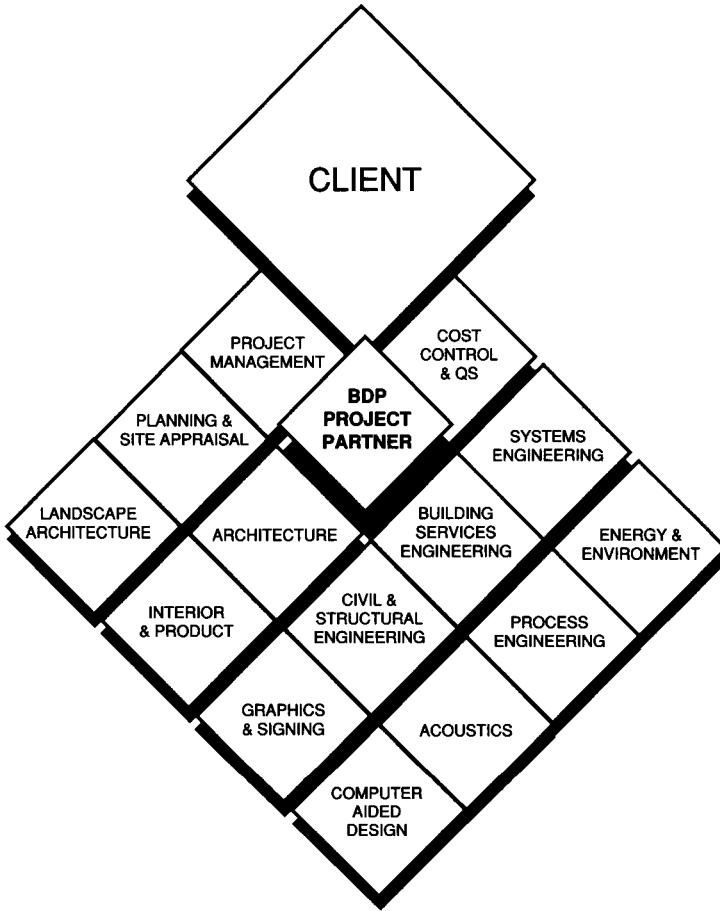 CLIENT
PROJECT
MANAGEMENT
COST
CONTROL
& QS
BDP
PROJECT
PARTNER
PLANNING &
SITE APPRAISAL
SYSTEMS
ENGINEERING
LANDSCAPE
ARCHITECTURE
ARCHITECTURE
BUILDING
SERVICES
ENGINEERING
ENERGY &
ENVIRONMENT
INTERIOR
& PRODUCT
CIVIL &
STRUCTURAL
ENGINEERING
PROCESS
ENGINEERING
GRAPHICS
& SIGNING
ACOUSTICS
COMPUTER
AIDED
DESIGN